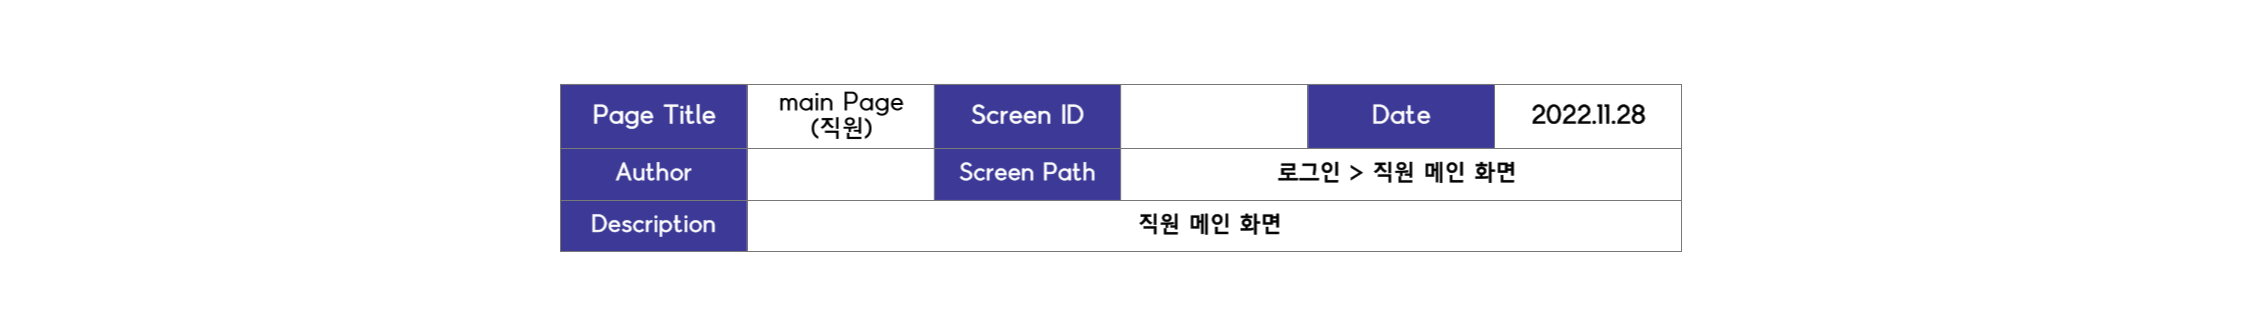 Page Title
main Page
(직원)
Screen ID
Date
2022.11.28
Author
Screen Path
로그인 > 직원 메인 화면
Description
직원 메인 화면